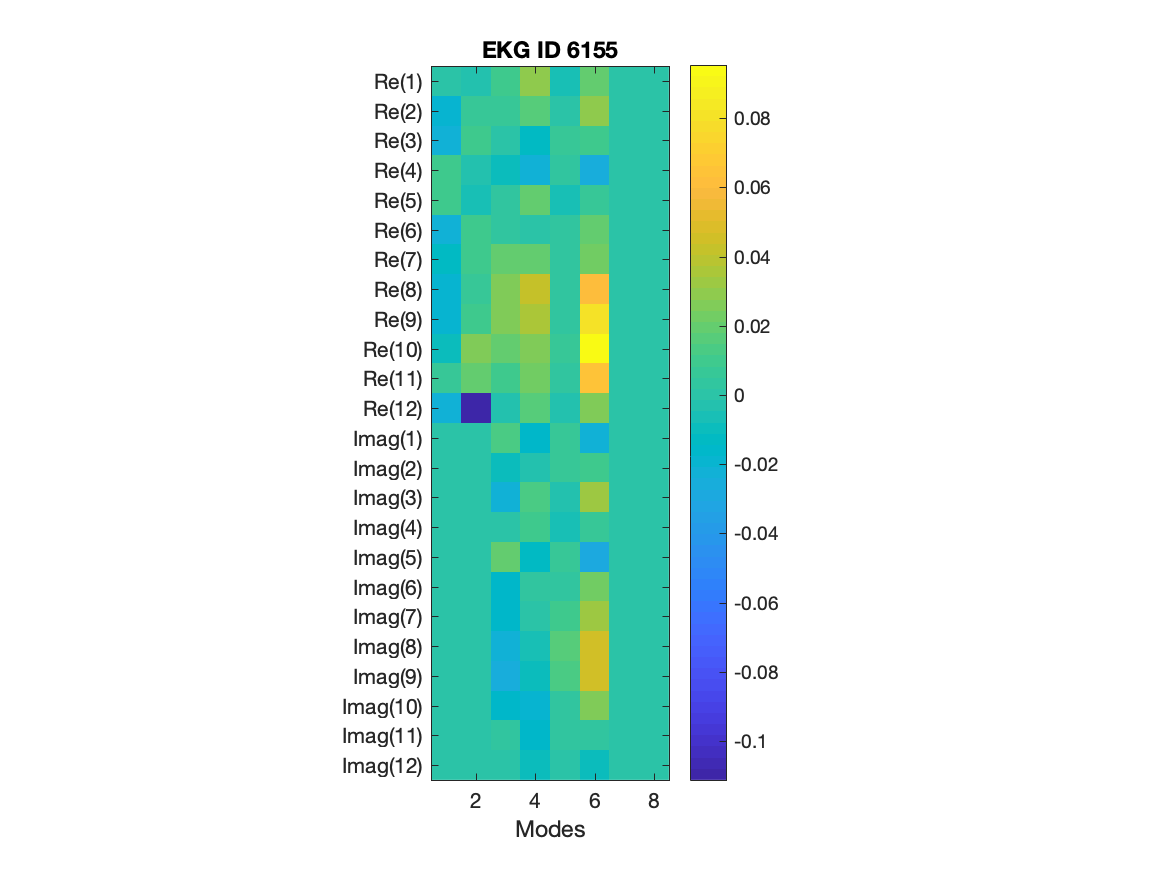 EKG ID 6155
Re(1)
Re(2)
Re(3)
Re(4)
Re(5)
Re(6)
Re(7)
Re(8)
Re(9)
Re(10)
Re(11)
Re(12)
Imag(1)
Imag(2)
Imag(3)
Imag(4)
Imag(5)
Imag(6)
Imag(7)
Imag(8)
Imag(9)
Imag(10)
Imag(11)
Imag(12)
2 4 6 8
Modes
0.08
0.06
0.04
0.02
0
-0.02
-0.04
-0.06
-0.08
-0.1